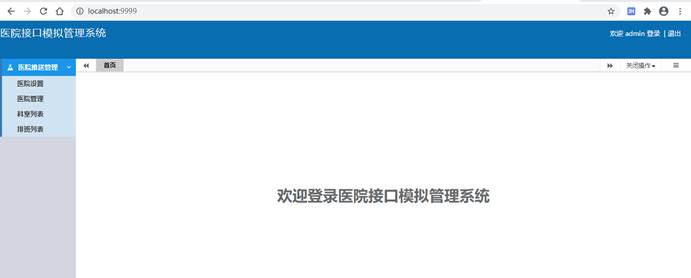 localhost:9999
医院接口模拟管理系统
欢迎 admin 登录 | 退出
医院推送管理
首页
关闭操作
医院设置
医院管理
科室列表
排班列表
欢迎登录医院接口模拟管理系统